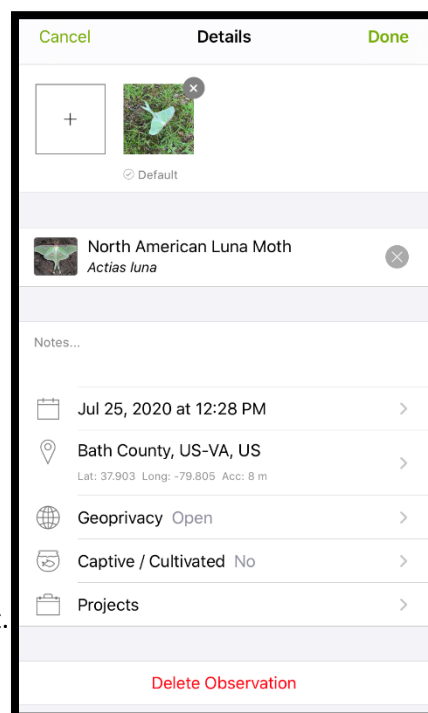 Cancel Details Done
+
Default
North American Luna Moth
Actias luna
Notes...
Jul 25, 2020 at 12:28 PM
Bath County, US-VA, US
Lat: 37.903 Long: -79.805 Acc: 8 m
Geoprivacy Open
Captive / Cultivated No
Projects
Delete Observation